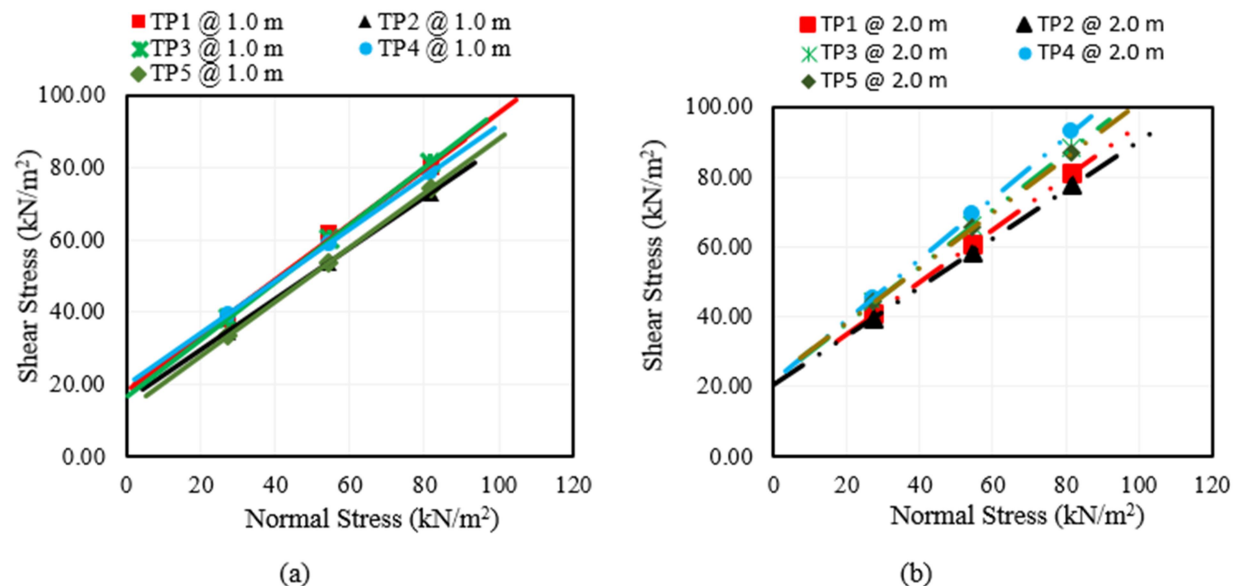 TP1 @ 1.0 m TP2 @ 1.0 m
TP3 @ 1.0 m TP4 @ 1.0 m
TP5 @ 1.0 m
100.00
80.00
60.00
40.00
20.00
0.00
Shear Stress (kN/m²)
0 20 40 60 80 100 120
Normal Stress (kN/m²)
(a)
TP1 @ 2.0 m TP2 @ 2.0 m
TP3 @ 2.0 m TP4 @ 2.0 m
TP5 @ 2.0 m
100.00
80.00
60.00
40.00
20.00
0.00
Shear Stress (kN/m²)
0 20 40 60 80 100 120
Normal Stress (kN/m²)
(b)